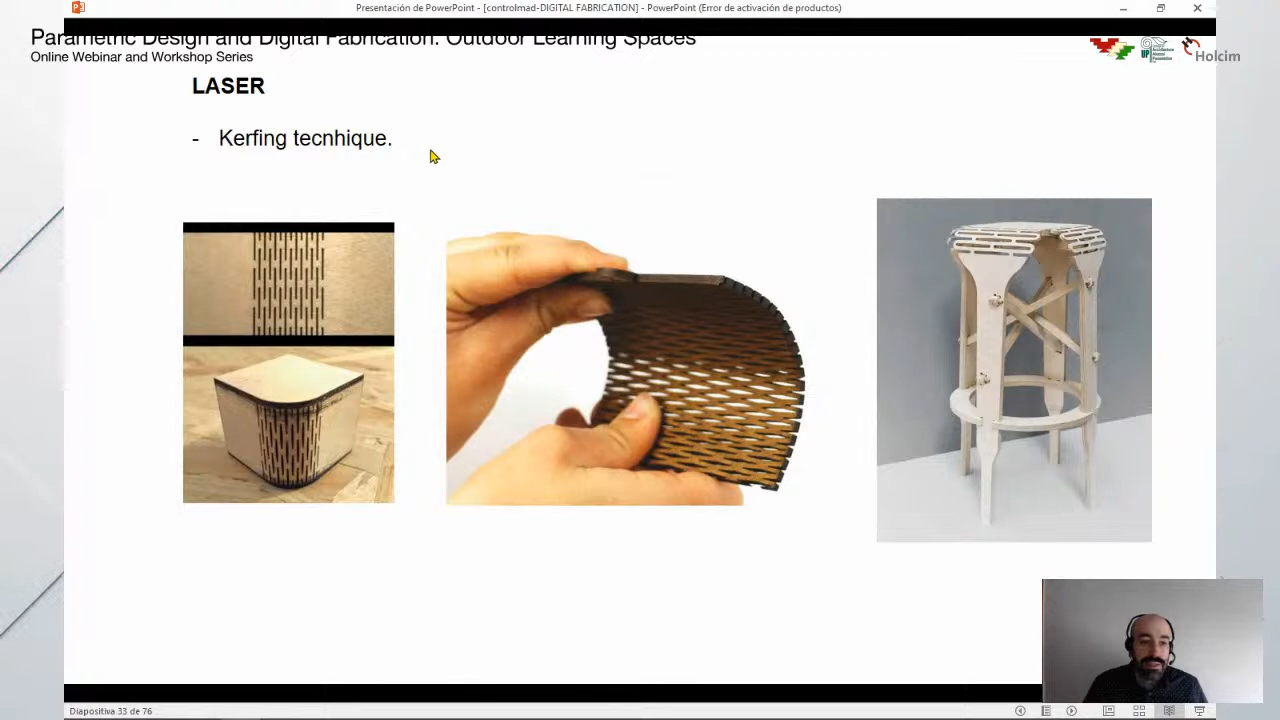 Presentación de PowerPoint - [controlmad-DIGITAL FABRICATION] - PowerPoint (Error de activación de productos)
Parametric Design and Digital Fabrication: Outdoor Learning Spaces
Online Webinar and Workshop Series
UP
Holcim
LASER
- Kerfing tecnhique.
Diapositiva 33 de 76